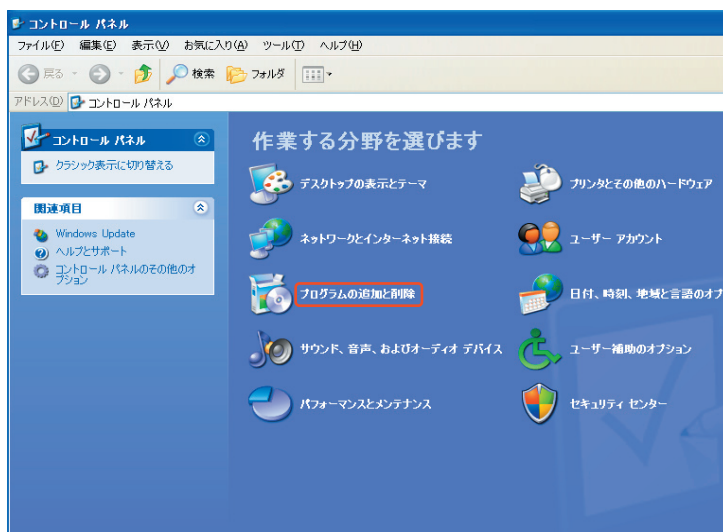 コントロール パネル
ファイル(F) 編集(E) 表示(V) お気に入り(A) ツール(T) ヘルプ(H)
戻る 検索 フォルダ
アドレス(D) コントロール パネル
コントロール パネル
クラシック表示に切り替える
関連項目
Windows Update
ヘルプとサポート
コントロール パネルのその他のオ
プション
作業する分野を選びます
デスクトップの表示とテーマ
プリンタとその他のハードウェア
ネットワークとインターネット接続
ユーザー アカウント
プログラムの追加と削除
日付、時刻、地域と言語のオプ
サウンド、音声、およびオーディオ デバイス
ユーザー補助のオプション
パフォーマンスとメンテナンス
セキュリティ センター